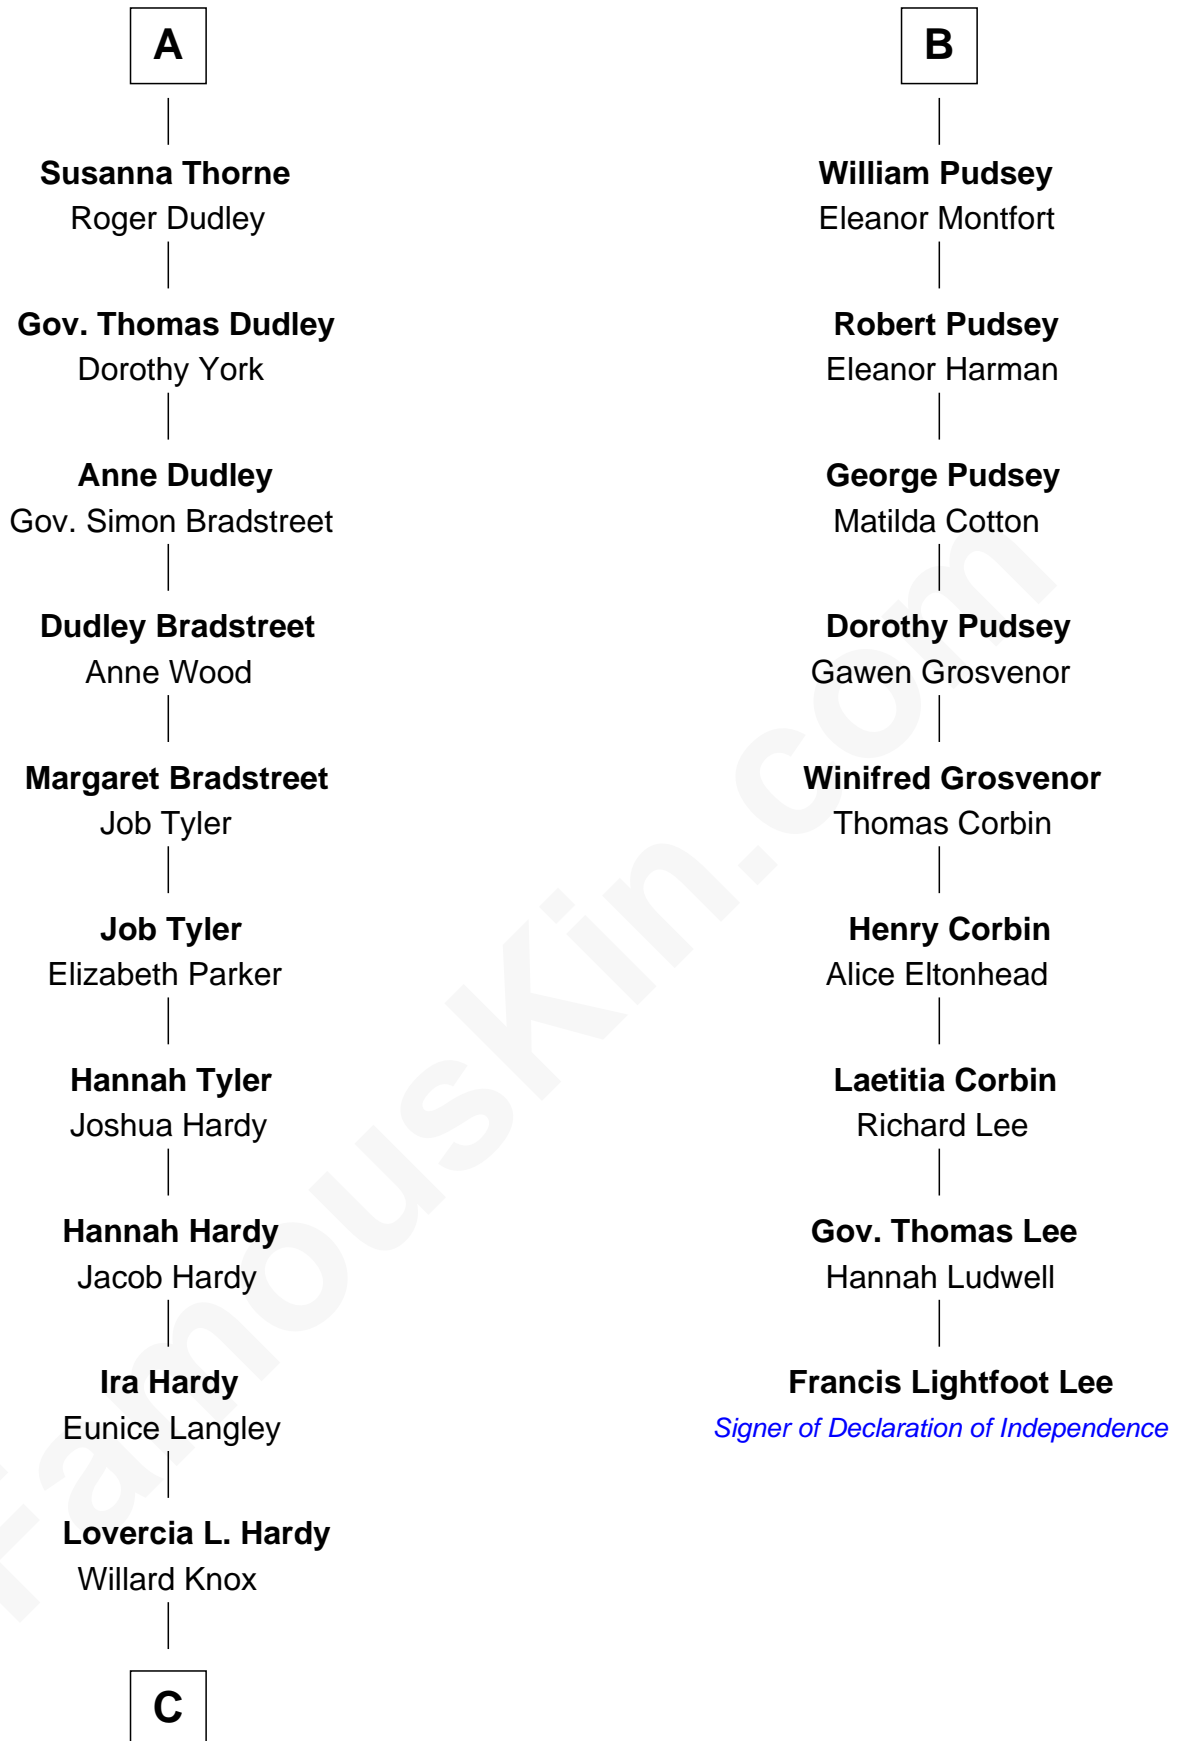 A
Susanna Thorne
Roger Dudley
Gov. Thomas Dudley
Dorothy York
Anne Dudley
Gov. Simon Bradstreet
Dudley Bradstreet
Anne Wood
Margaret Bradstreet
Job Tyler
Job Tyler
Elizabeth Parker
Hannah Tyler
Joshua Hardy
Hannah Hardy
Jacob Hardy
Ira Hardy
Eunice Langley
Lovercia L. Hardy
Willard Knox
C
B
William Pudsey
Eleanor Montfort
Robert Pudsey
Eleanor Harman
George Pudsey
Matilda Cotton
Dorothy Pudsey
Gawen Grosvenor
Winifred Grosvenor
Thomas Corbin
Henry Corbin
Alice Eltonhead
Laetitia Corbin
Richard Lee
Gov. Thomas Lee
Hannah Ludwell
Francis Lightfoot Lee
Signer of Declaration of Independence
FamousKin.com